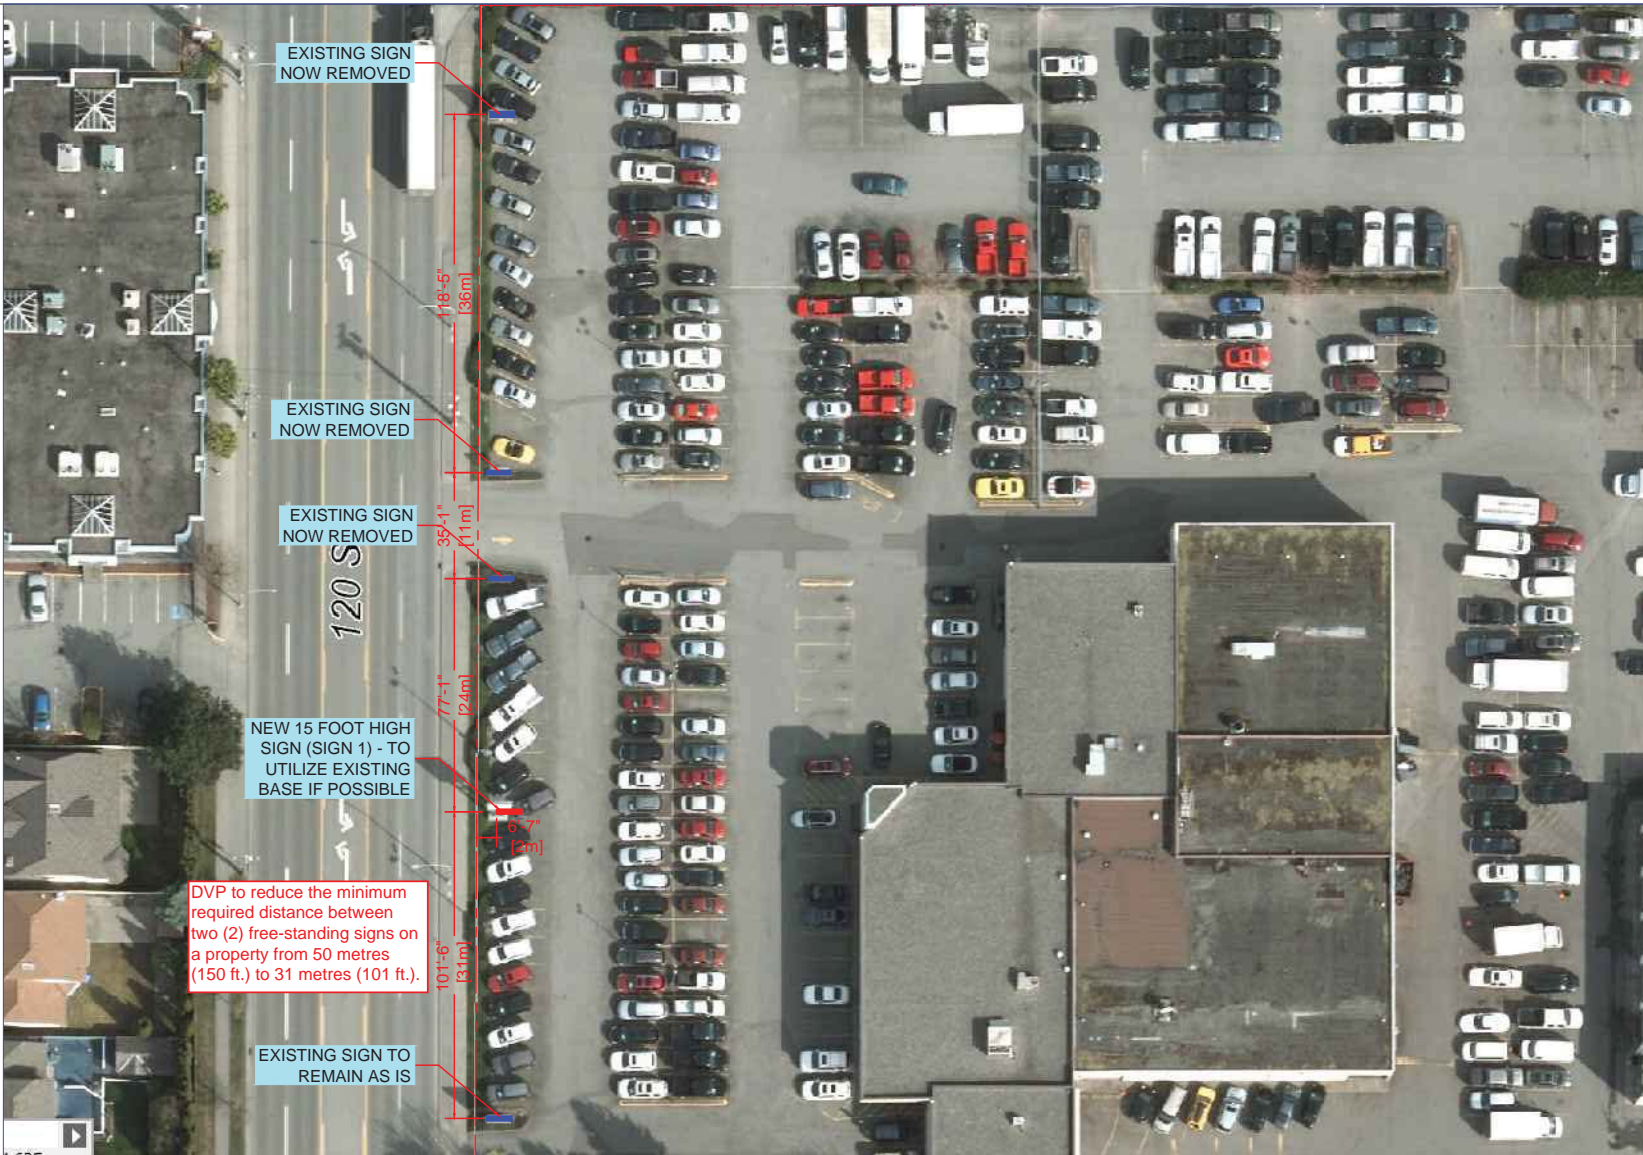 EXISTING SIGN
NOW REMOVED
118'-5"
[36m]
EXISTING SIGN
NOW REMOVED
EXISTING SIGN
NOW REMOVED
35'-1"
[11m]
120 S
77'-1"
[24m]
NEW 15 FOOT HIGH
SIGN (SIGN 1) - TO
UTILIZE EXISTING
BASE IF POSSIBLE
6'-7"
[2m]
DVP to reduce the minimum
required distance between
two (2) free-standing signs on
a property from 50 metres
(150 ft.) to 31 metres (101 ft.).
101'-6"
[31m]
EXISTING SIGN TO
REMAIN AS IS